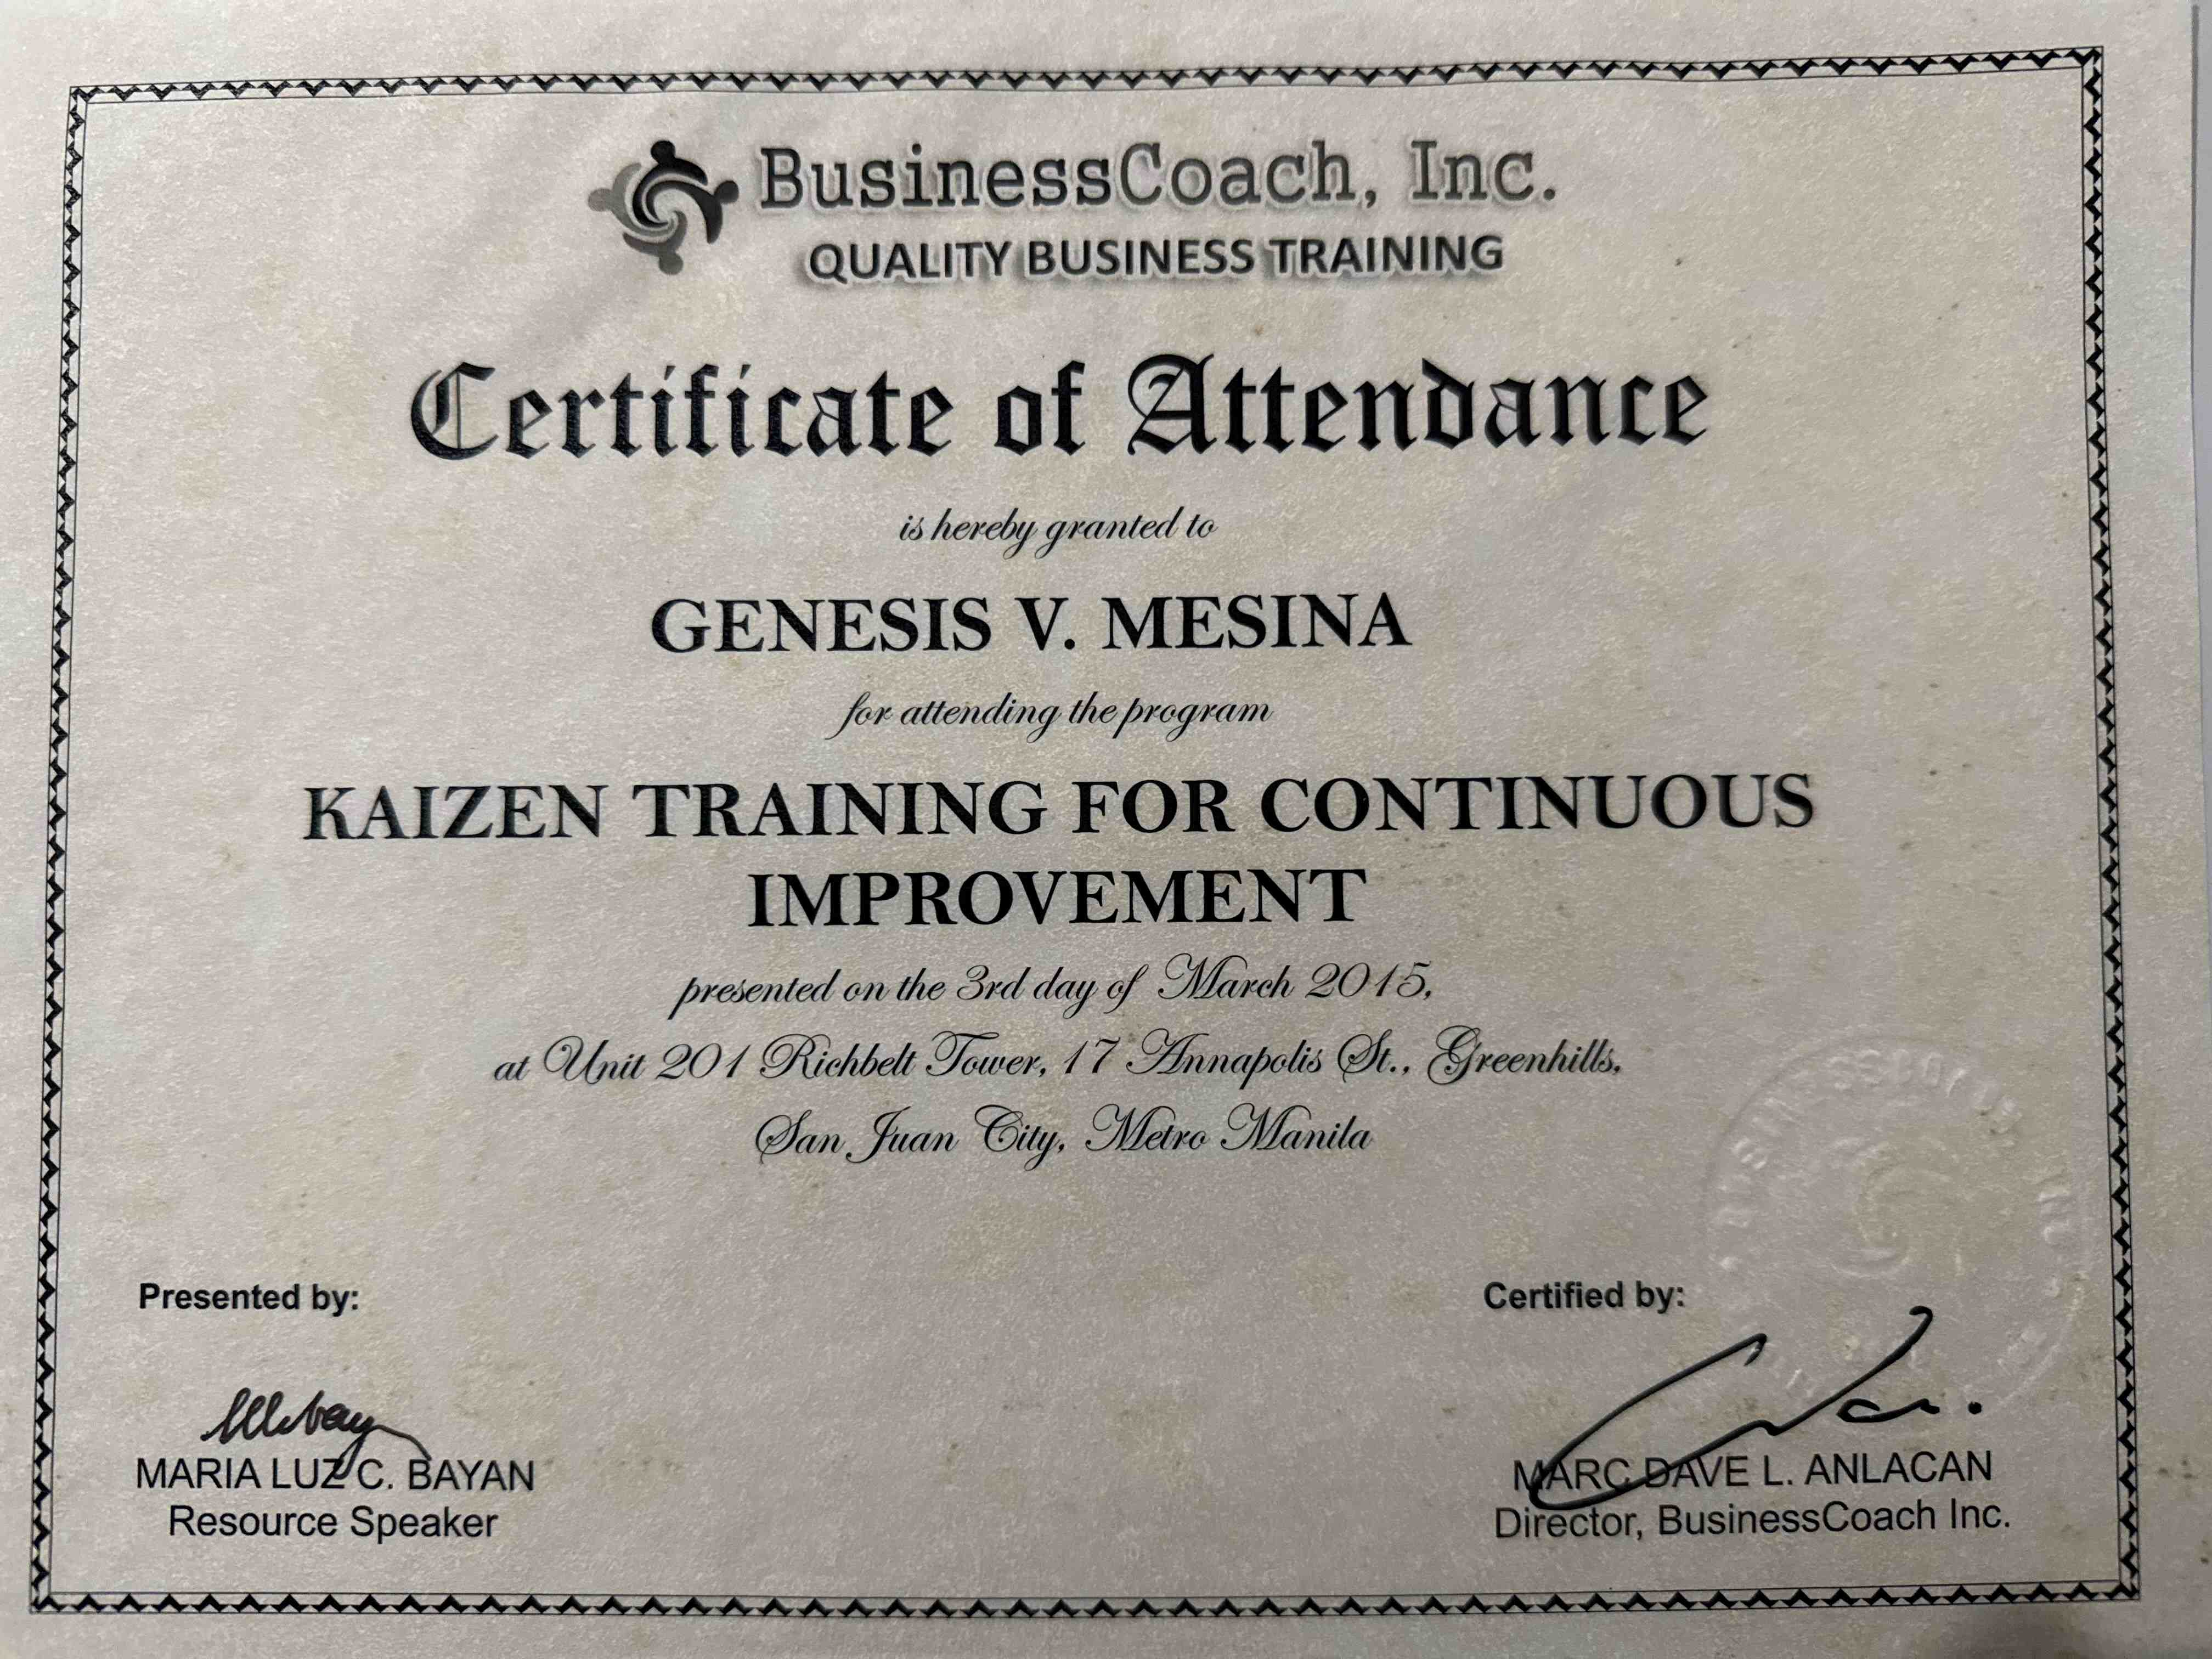 BusinessCoach, Inc.
QUALITY BUSINESS TRAINING
Certificate of Attendance
is hereby granted to
GENESIS V. MESINA
for attending the program
KAIZEN TRAINING FOR CONTINUOUS
IMPROVEMENT
presented on the 3rd day of March 2015,
at Unit 201 Richbelt Tower, 17 Annapolis St., Greenhills,
San Juan City, Metro Manila
Presented by:
MARIA LUZ C. BAYAN
Resource Speaker
Certified by:
MARC DAVE L. ANLACAN
Director, BusinessCoach Inc.